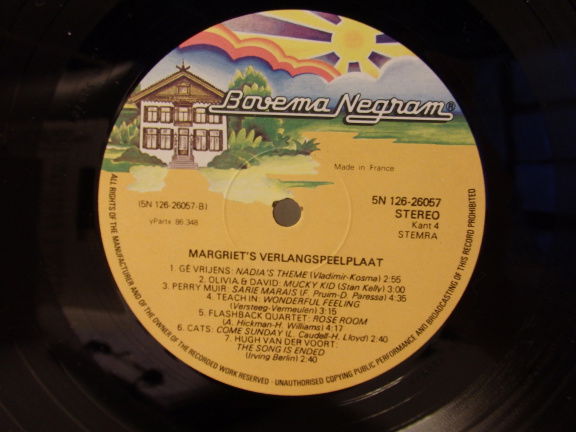 Bovema Negram®
Made in France
(5N 126-26057-B)
yPartx 86.348
5N 126-26057
STEREO
Kant 4
STEMRA
MARGRIET'S VERLANGSPEELPLAAT
1. GÉ VRIJENS: NADIA'S THEME (Vladimir-Kosma) 2:55
2. OLIVIA & DAVID: MUCKY KID (Stan Kelly) 3:00
3. PERRY MUIR: SARIE MARAIS (F. Pruim-D. Paressa) 4:35
4. TEACH IN: WONDERFUL FEELING
(Versteeg-Vermeulen) 3:15
5. FLASHBACK QUARTET: ROSE ROOM
(A. Hickman-H. Williams) 4:17
6. CATS: COME SUNDAY (L. Caudell-H. Lloyd) 2:40
7. HUGH VAN DER VOORT:
THE SONG IS ENDED
(Irving Berlin) 2:40
ALL RIGHTS OF THE MANUFACTURER AND OF THE OWNER OF THE RECORDED WORK RESERVED · UNAUTHORISED COPYING PUBLIC PERFORMANCE AND BROADCASTING OF THIS RECORD PROHIBITED